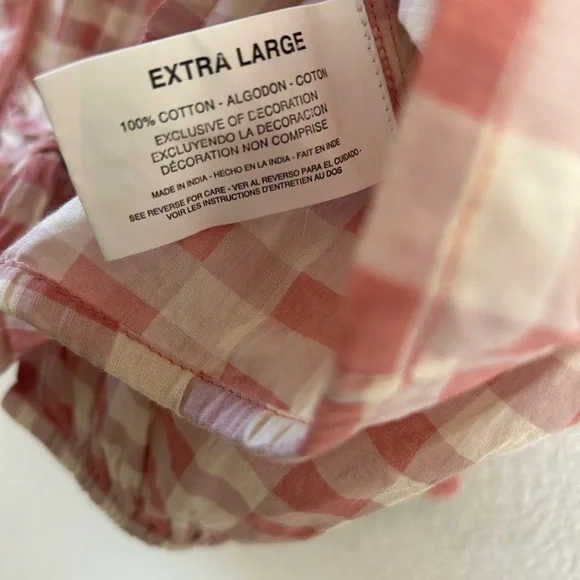 EXTRA LARGE
100% COTTON - ALGODON - COTON
EXCLUSIVE OF DECORATION
EXCLUYENDO LA DECORACION
DÉCORATION NON COMPRISE
MADE IN INDIA - HECHO EN LA INDIA - FAIT EN INDE
SEE REVERSE FOR CARE - VER AL REVERSO PARA EL CUIDADO -
VOIR LES INSTRUCTIONS D'ENTRETIEN AU DOS